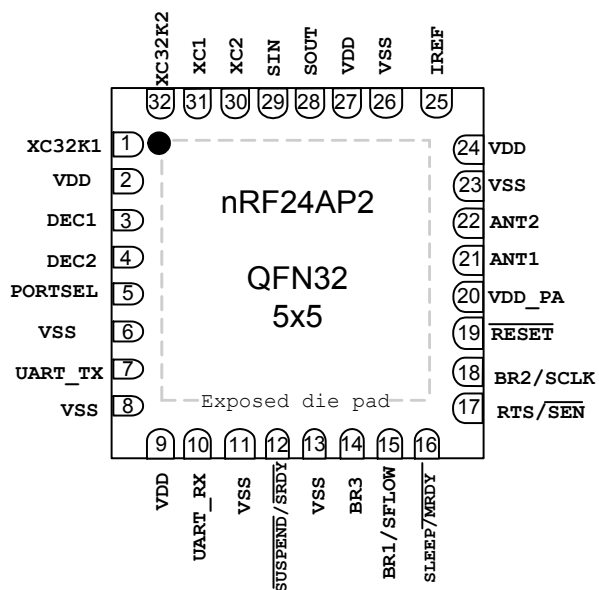 XC32K2
XC1
XC2
SIN
SOUT
VDD
VSS
IREF
32
31
30
29
28
27
26
25
XC32K1 1
VDD 2
DEC1 3
DEC2 4
PORTSEL 5
VSS 6
UART_TX 7
VSS 8
nRF24AP2
QFN32
5x5
Exposed die pad
24 VDD
23 VSS
22 ANT2
21 ANT1
20 VDD_PA
19 RESET
18 BR2/SCLK
17 RTS/SEN
9
10
11
12
13
14
15
16
VDD
UART_RX
VSS
SUSPEND/SRDY
VSS
BR3
BR1/SFLOW
SLEEP/MRDY